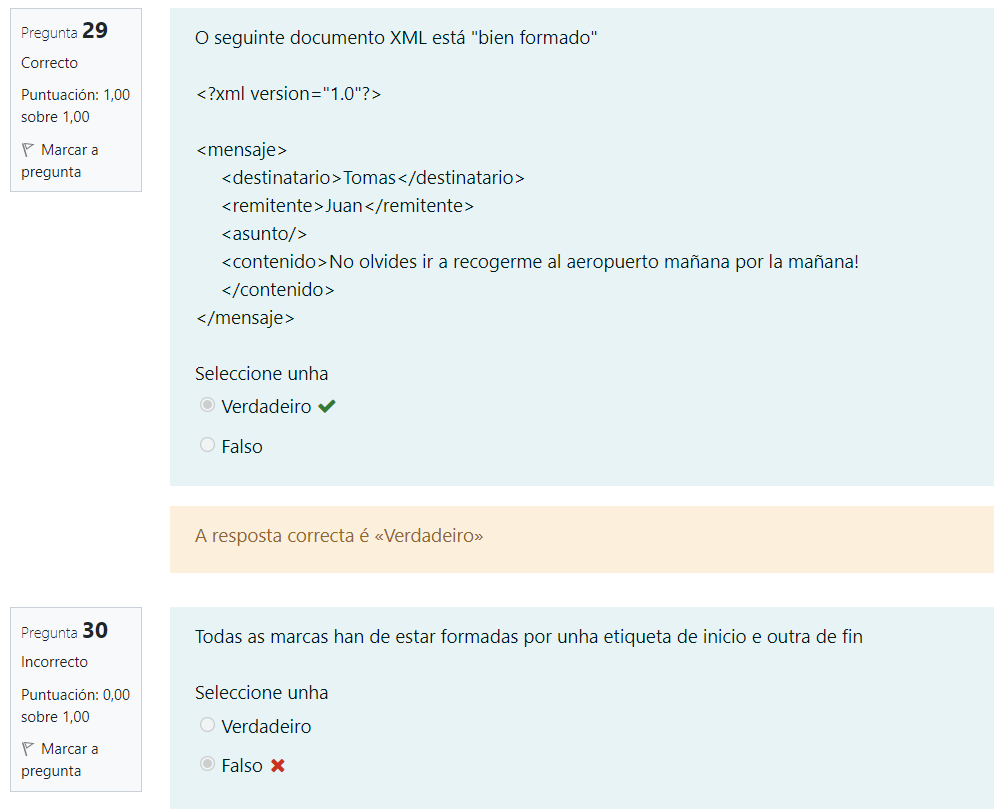 Pregunta 29
Correcto
Puntuación: 1,00
sobre 1,00
Marcar a
pregunta
O seguinte documento XML está "bien formado"
<?xml version="1.0"?>
<mensaje>
<destinatario>Tomas</destinatario>
<remitente>Juan</remitente>
<asunto/>
<contenido>No olvides ir a recogerme al aeropuerto mañana por la mañana!
</contenido>
</mensaje>
Seleccione unha
Verdadeiro
Falso
A resposta correcta é «Verdadeiro»
Pregunta 30
Incorrecto
Puntuación: 0,00
sobre 1,00
Marcar a
pregunta
Todas as marcas han de estar formadas por unha etiqueta de inicio e outra de fin
Seleccione unha
Verdadeiro
Falso